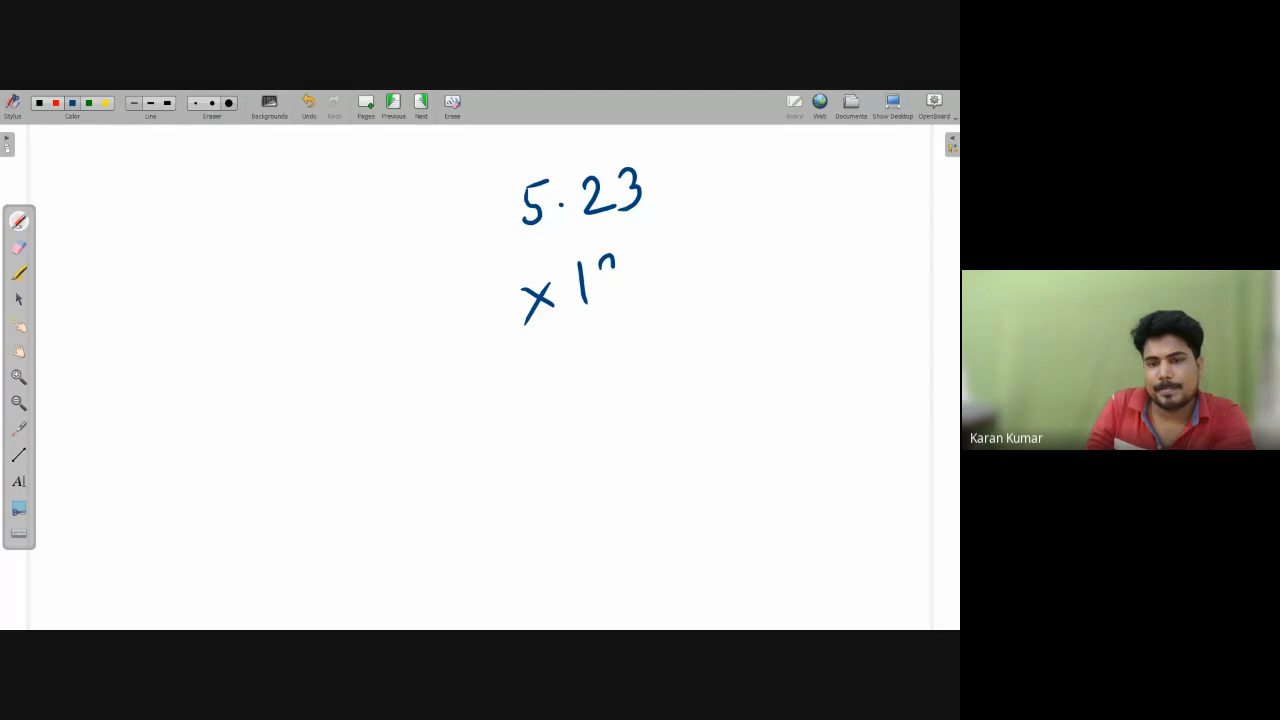 Stylus
Color
Line
Eraser
Backgrounds
Undo
Redo
Pages
Previous
Next
Erase
Board
Web
Documents
Show Desktop
OpenBoard
5.23
x 1
Karan Kumar